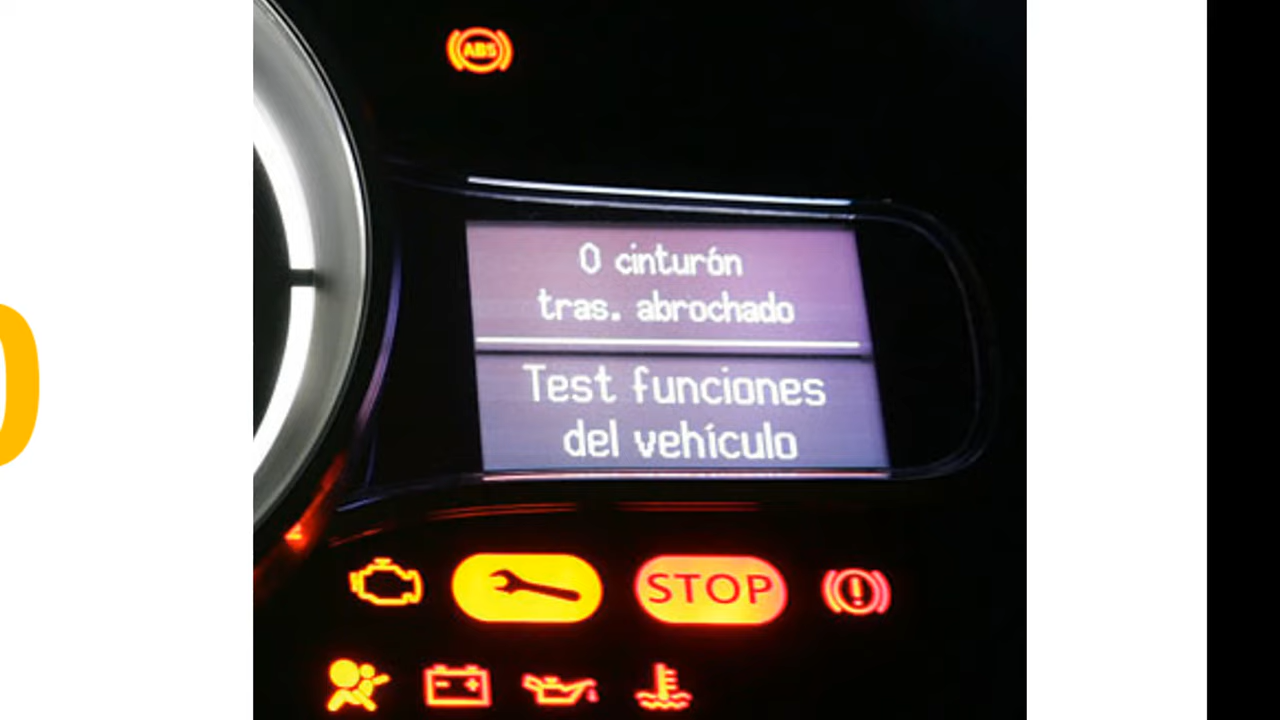 ABS
0 cinturón
tras. abrochado
Test funciones
del vehículo
STOP